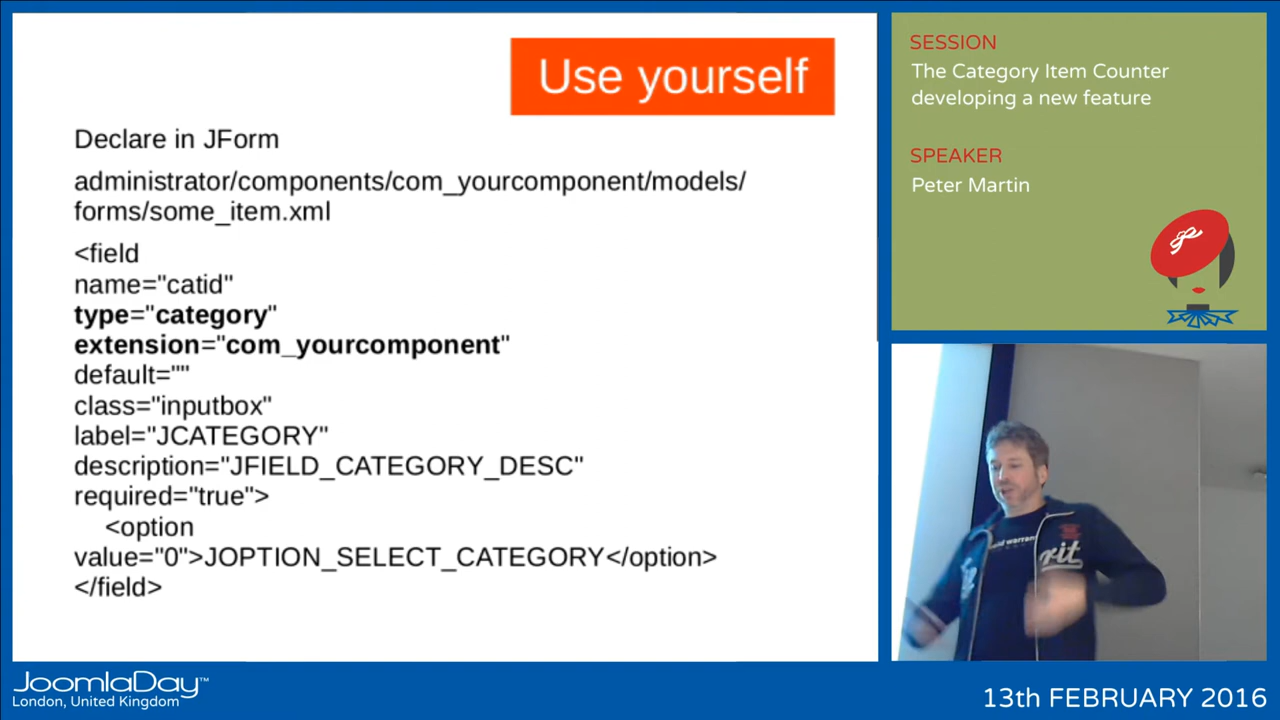 Use yourself
Declare in JForm
administrator/components/com_yourcomponent/models/
forms/some_item.xml
<field
name="catid"
type="category"
extension="com_yourcomponent"
default=""
class="inputbox"
label="JCATEGORY"
description="JFIELD_CATEGORY_DESC"
required="true">
<option
value="0">JOPTION_SELECT_CATEGORY</option>
</field>
SESSION
The Category Item Counter
developing a new feature
SPEAKER
Peter Martin
JoomlaDay™
London, United Kingdom
13th FEBRUARY 2016